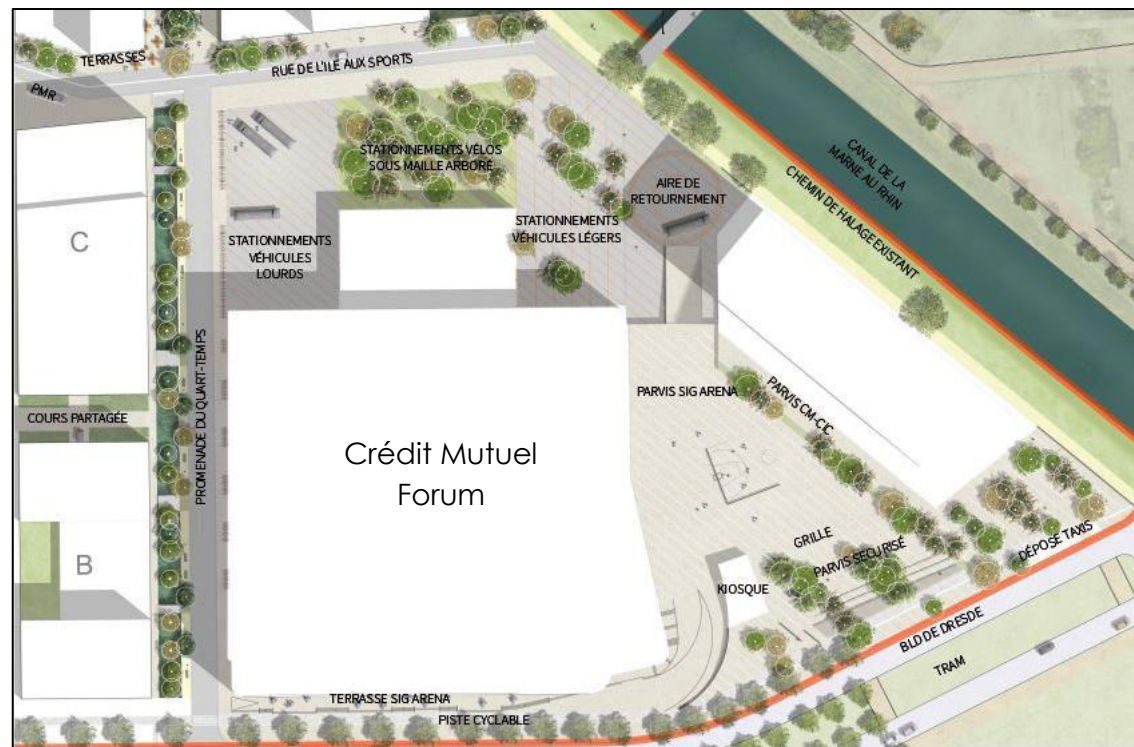 TERRASSES
RUE DE L'ILE AUX SPORTS
PMR
STATIONNEMENTS VÉLOS
SOUS MAILLE ARBORÉ
CANAL DE LA
MARNE AU RHIN
CHEMIN DE HALAGE EXISTANT
AIRE DE
RETOURNEMENT
STATIONNEMENTS
VÉHICULES LÉGERS
STATIONNEMENTS
VÉHICULES
LOURDS
C
PROMENADE DU QUART-TEMPS
COURS PARTAGÉE
PARVIS SIG ARENA
PARVIS CM-CIC
Crédit Mutuel
Forum
B
GRILLE
PARVIS SECURISÉ
DÉPOSE TAXIS
KIOSQUE
BLD DE DRESDE
TRAM
TERRASSE SIG ARENA
PISTE CYCLABLE